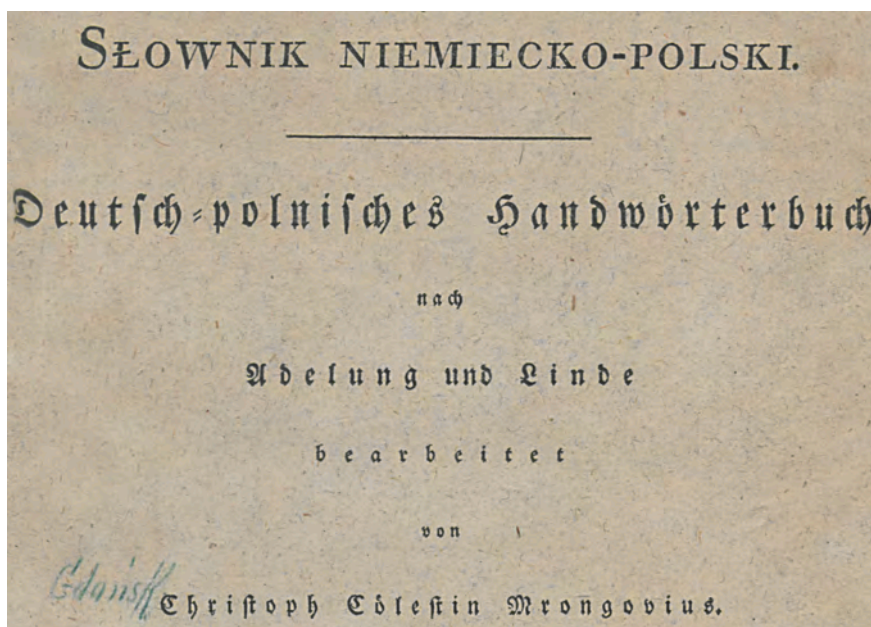 SŁOWNIK NIEMIECKO-POLSKI.
Deutſch-polniſches Handwörterbuch
nach
Adelung und Linde
bearbeitet
von
Gdańsk
Chriſtoph Cöleſtin Mrongovius.